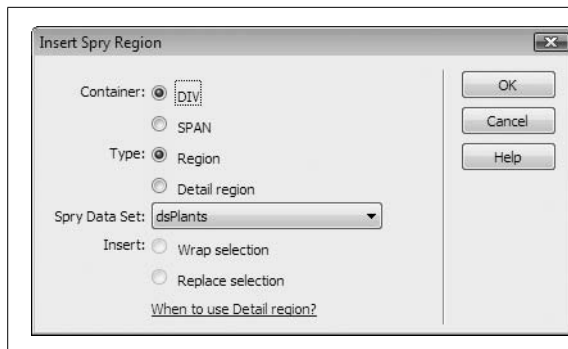 Insert Spry Region
Container: DIV
SPAN
Type: Region
Detail region
Spry Data Set: dsPlants
Insert: Wrap selection
Replace selection
When to use Detail region?
OK
Cancel
Help